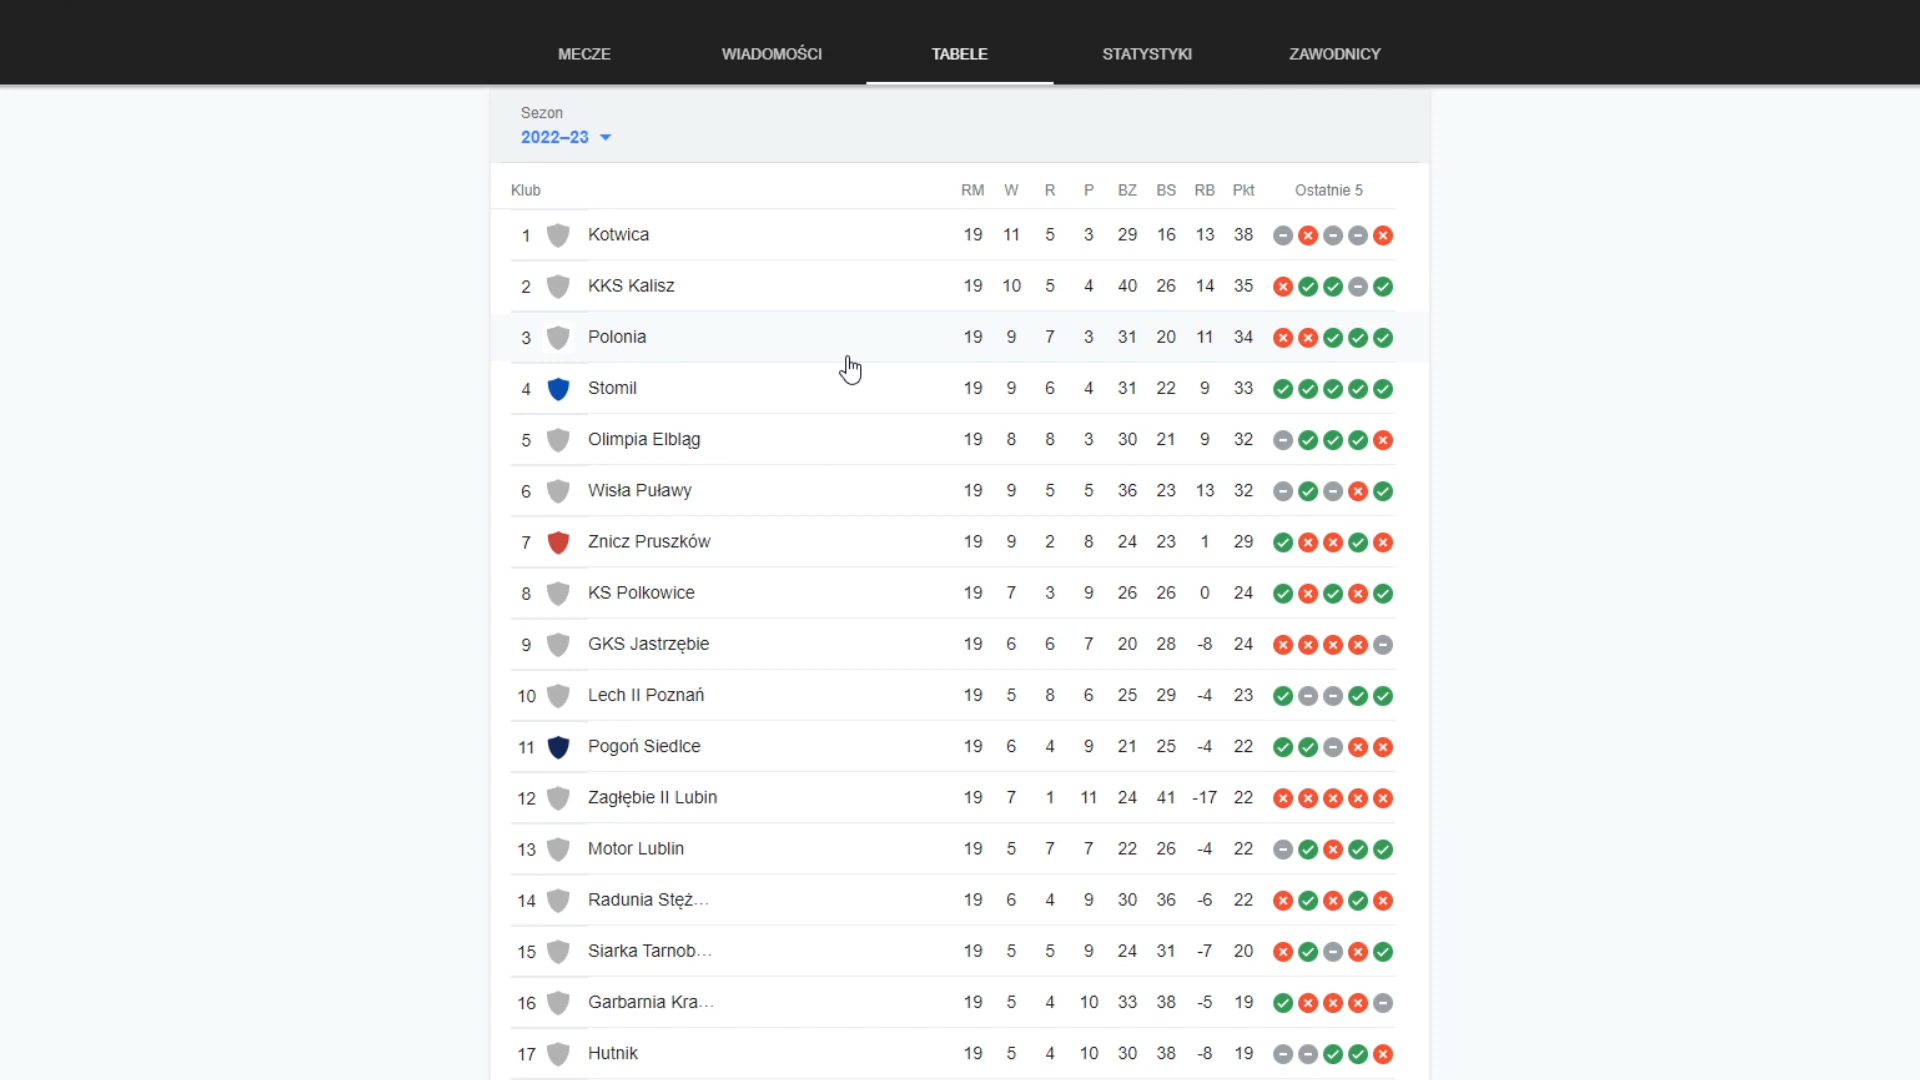 MECZE WIADOMOŚCI TABELE STATYSTYKI ZAWODNICY
Sezon
2022–23
Klub RM W R P BZ BS RB Pkt Ostatnie 5
1 Kotwica 19 11 5 3 29 16 13 38
2 KKS Kalisz 19 10 5 4 40 26 14 35
3 Polonia 19 9 7 3 31 20 11 34
4 Stomil 19 9 6 4 31 22 9 33
5 Olimpia Elbląg 19 8 8 3 30 21 9 32
6 Wisła Puławy 19 9 5 5 36 23 13 32
7 Znicz Pruszków 19 9 2 8 24 23 1 29
8 KS Polkowice 19 7 3 9 26 26 0 24
9 GKS Jastrzębie 19 6 6 7 20 28 -8 24
10 Lech II Poznań 19 5 8 6 25 29 -4 23
11 Pogoń Siedlce 19 6 4 9 21 25 -4 22
12 Zagłębie II Lubin 19 7 1 11 24 41 -17 22
13 Motor Lublin 19 5 7 7 22 26 -4 22
14 Radunia Stęż... 19 6 4 9 30 36 -6 22
15 Siarka Tarnob... 19 5 5 9 24 31 -7 20
16 Garbarnia Kra... 19 5 4 10 33 38 -5 19
17 Hutnik 19 5 4 10 30 38 -8 19